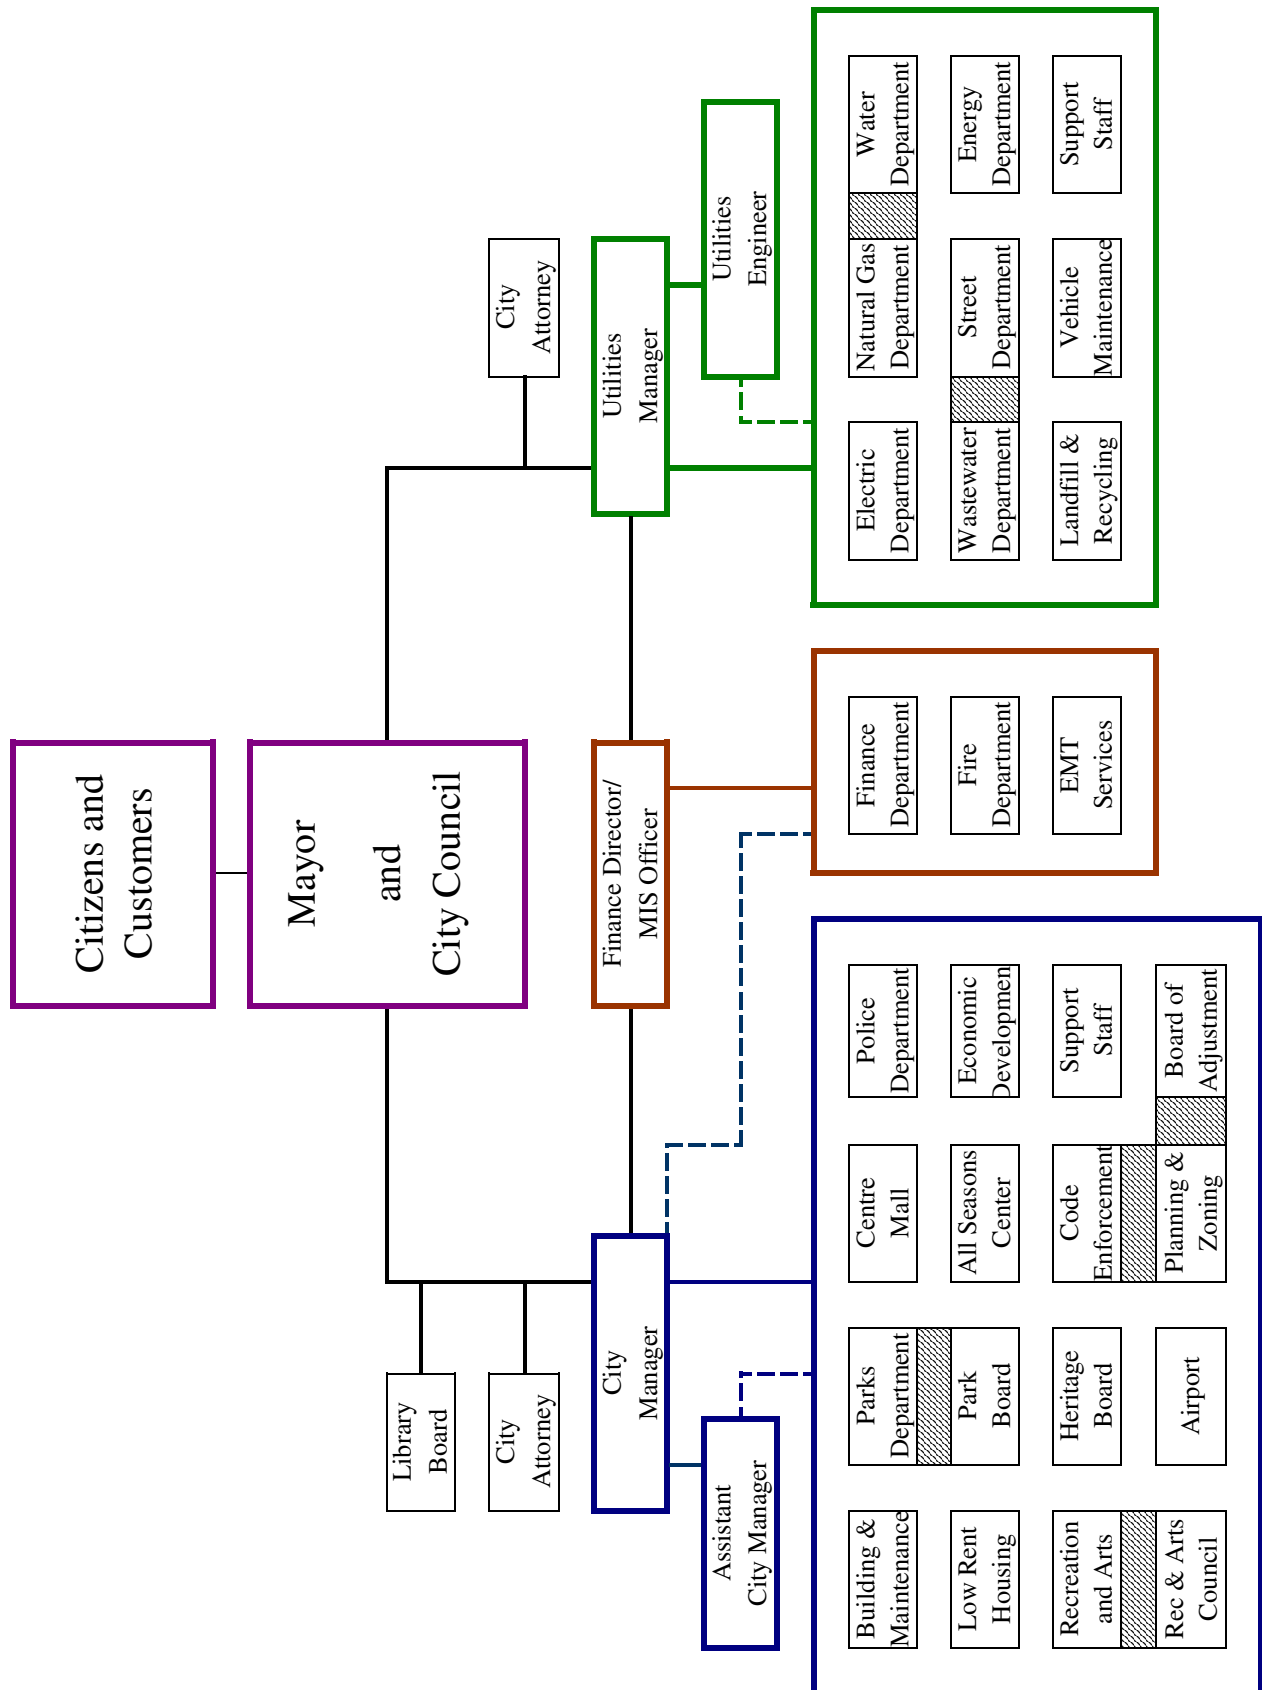 Citizens and
Customers
Mayor
and
City Council
Library
Board
City
Attorney
City
Attorney
City
Manager
Finance Director/
MIS Officer
Utilities
Manager
Assistant
City Manager
Utilities
Engineer
Building &
Maintenance
Parks
Department
Centre
Mall
Police
Department
Low Rent
Housing
Park
Board
All Seasons
Center
Economic
Developmen
Recreation
and Arts
Heritage
Board
Code
Enforcement
Support
Staff
Rec & Arts
Council
Airport
Planning &
Zoning
Board of
Adjustment
Finance
Department
Fire
Department
EMT
Services
Electric
Department
Natural Gas
Department
Water
Department
Wastewater
Department
Street
Department
Energy
Department
Landfill &
Recycling
Vehicle
Maintenance
Support
Staff